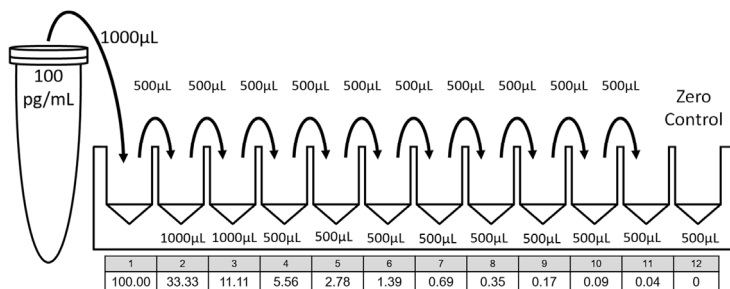 1000µL
100
pg/mL
500µL 500µL 500µL 500µL 500µL 500µL 500µL 500µL 500µL 500µL
Zero
Control
1000µL 1000µL 500µL 500µL 500µL 500µL 500µL 500µL 500µL 500µL 500µL
1 2 3 4 5 6 7 8 9 10 11 12
100.00 33.33 11.11 5.56 2.78 1.39 0.69 0.35 0.17 0.09 0.04 0